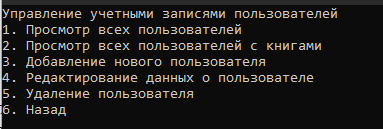 Управление учетными записями пользователей
1. Просмотр всех пользователей
2. Просмотр всех пользователей с книгами
3. Добавление нового пользователя
4. Редактирование данных о пользователе
5. Удаление пользователя
6. Назад